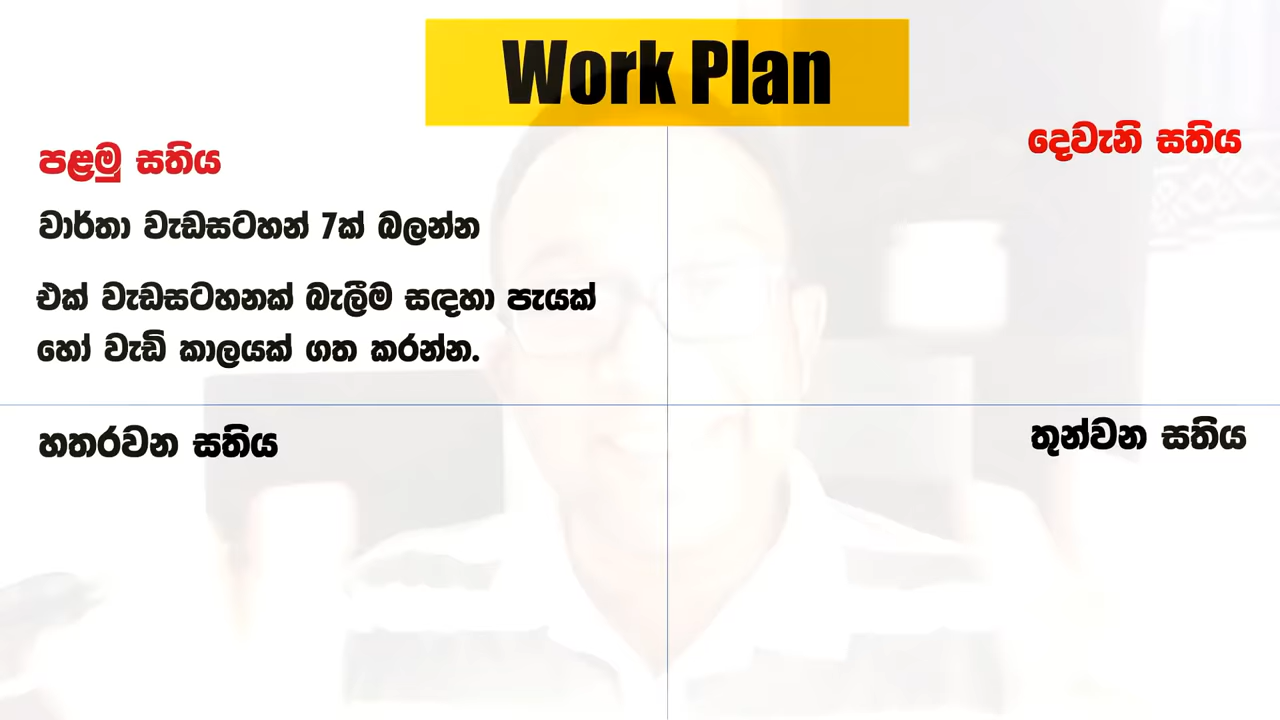 Work Plan
පළමු සතිය
වාර්තා වැඩසටහන් 7ක් බලන්න
එක් වැඩසටහනක් බැලීම සඳහා පැයක්
හෝ වැඩි කාලයක් ගත කරන්න.
දෙවැනි සතිය
හතරවන සතිය
තුන්වන සතිය